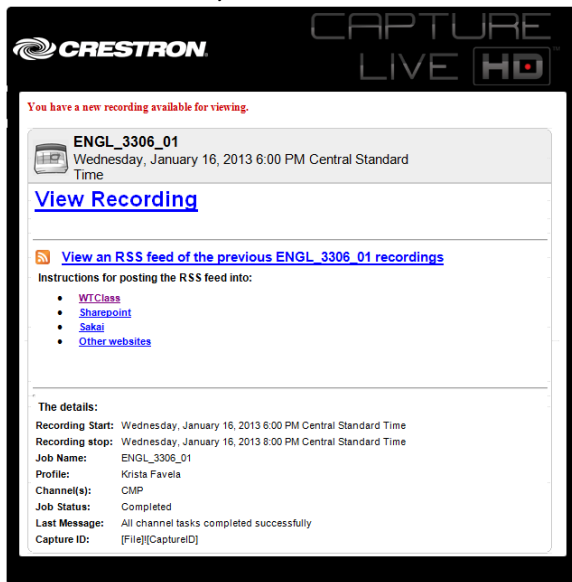 CRESTRON
CAPTURE
LIVE HD
You have a new recording available for viewing.
ENGL_3306_01
Wednesday, January 16, 2013 6:00 PM Central Standard
Time
View Recording
View an RSS feed of the previous ENGL_3306_01 recordings
Instructions for posting the RSS feed into:
• WTClass
• Sharepoint
• Sakai
• Other websites
The details:
Recording Start: Wednesday, January 16, 2013 6:00 PM Central Standard Time
Recording stop: Wednesday, January 16, 2013 8:00 PM Central Standard Time
Job Name: ENGL_3306_01
Profile: Krista Favela
Channel(s): CMP
Job Status: Completed
Last Message: All channel tasks completed successfully
Capture ID: [File]![CaptureID]